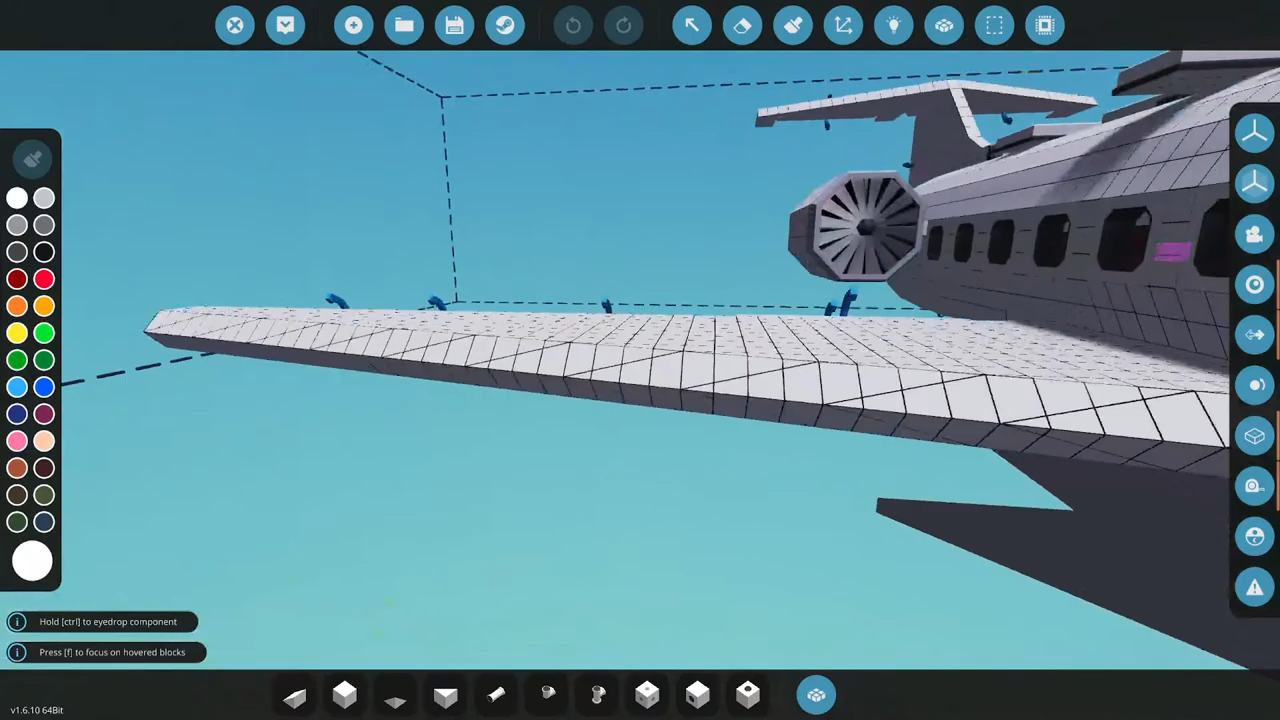 Hold [ctrl] to eyedrop component
Press [f] to focus on hovered blocks
v1.6.10 64Bit